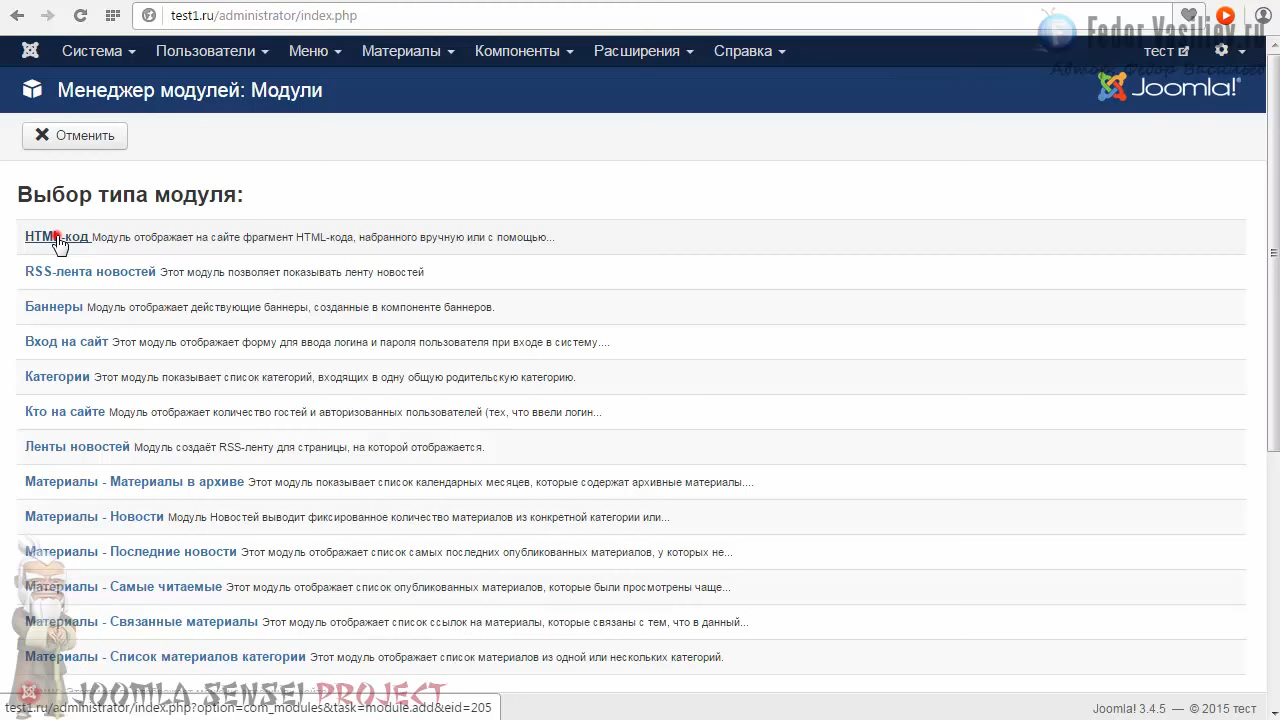 test1.ru/administrator/index.php
Fedor Vasiliev.ru
Система Пользователи Меню Материалы Компоненты Расширения Справка тест
Автор Федор Васильев
Менеджер модулей: Модули
Joomla!
Отменить
Выбор типа модуля:
HTML-код Модуль отображает на сайте фрагмент HTML-кода, набранного вручную или с помощью...
RSS-лента новостей Этот модуль позволяет показывать ленту новостей
Баннеры Модуль отображает действующие баннеры, созданные в компоненте баннеров.
Вход на сайт Этот модуль отображает форму для ввода логина и пароля пользователя при входе в систему....
Категории Этот модуль показывает список категорий, входящих в одну общую родительскую категорию.
Кто на сайте Модуль отображает количество гостей и авторизованных пользователей (тех, что ввели логин...
Ленты новостей Модуль создаёт RSS-ленту для страницы, на которой отображается.
Материалы - Материалы в архиве Этот модуль показывает список календарных месяцев, которые содержат архивные материалы....
Материалы - Новости Модуль Новостей выводит фиксированное количество материалов из конкретной категории или...
Материалы - Последние новости Этот модуль отображает список самых последних опубликованных материалов, у которых не...
Материалы - Самые читаемые Этот модуль отображает список опубликованных материалов, которые были просмотрены чаще...
Материалы - Связанные материалы Этот модуль отображает список ссылок на материалы, которые связаны с тем, что в данный...
Материалы - Список материалов категории Этот модуль отображает список материалов из одной или нескольких категорий.
JOOMLA SENSEI PROJECT
test1.ru/administrator/index.php?option=com_modules&task=module.add&eid=205
Joomla! 3.4.5 — © 2015 тест